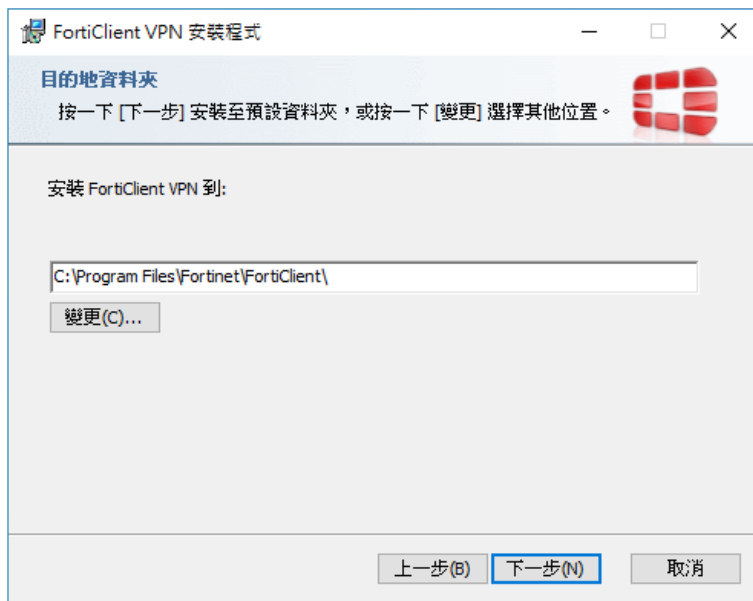 FortiClient VPN 安裝程式
目的地資料夾
按一下 [下一步] 安裝至預設資料夾，或按一下 [變更] 選擇其他位置。
安裝 FortiClient VPN 到:
C:\Program Files\Fortinet\FortiClient\
變更(C)...
上一步(B) 下一步(N) 取消